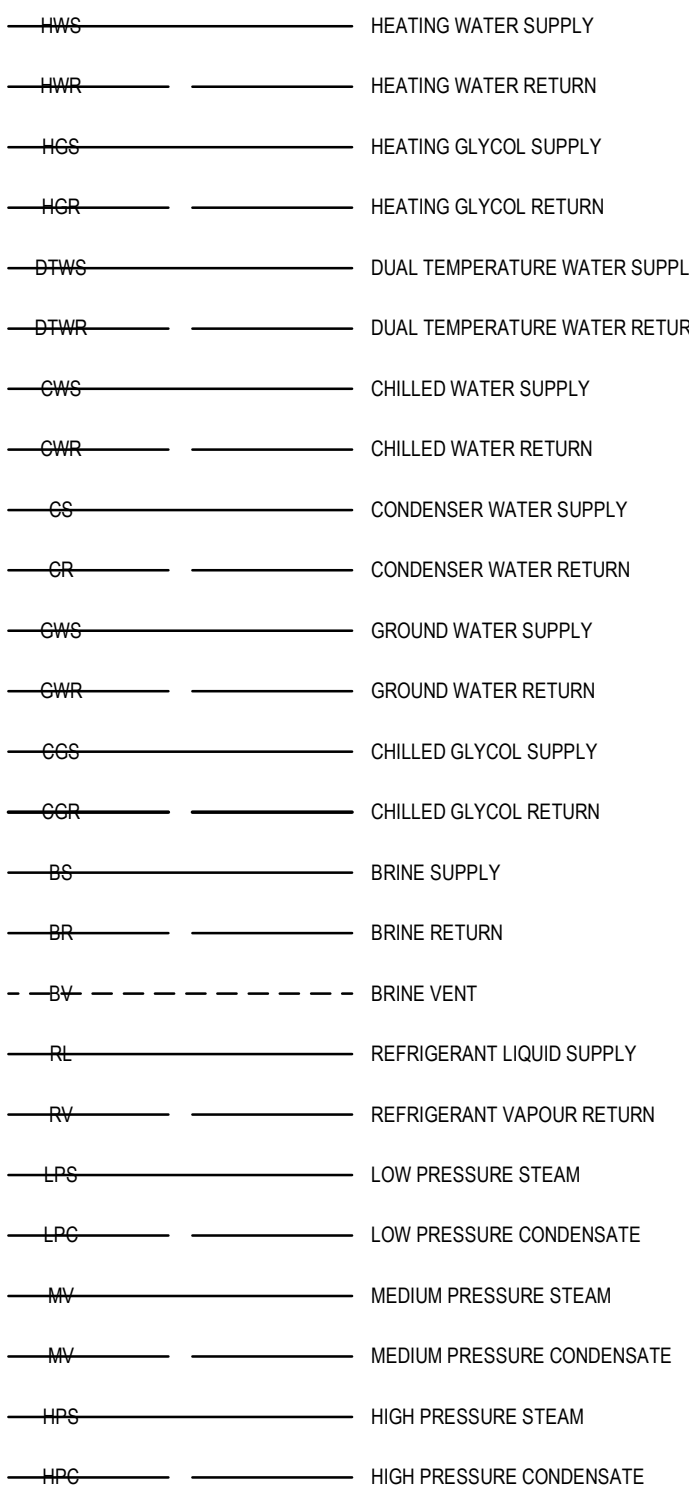 HWS HEATING WATER SUPPLY
HWR HEATING WATER RETURN
HGS HEATING GLYCOL SUPPLY
HGR HEATING GLYCOL RETURN
DTWS DUAL TEMPERATURE WATER SUPPL
DTWR DUAL TEMPERATURE WATER RETUR
CWS CHILLED WATER SUPPLY
CWR CHILLED WATER RETURN
CS CONDENSER WATER SUPPLY
CR CONDENSER WATER RETURN
GWS GROUND WATER SUPPLY
GWR GROUND WATER RETURN
CGS CHILLED GLYCOL SUPPLY
CGR CHILLED GLYCOL RETURN
BS BRINE SUPPLY
BR BRINE RETURN
BV BRINE VENT
RL REFRIGERANT LIQUID SUPPLY
RV REFRIGERANT VAPOUR RETURN
LPS LOW PRESSURE STEAM
LPC LOW PRESSURE CONDENSATE
MV MEDIUM PRESSURE STEAM
MV MEDIUM PRESSURE CONDENSATE
HPS HIGH PRESSURE STEAM
HPC HIGH PRESSURE CONDENSATE